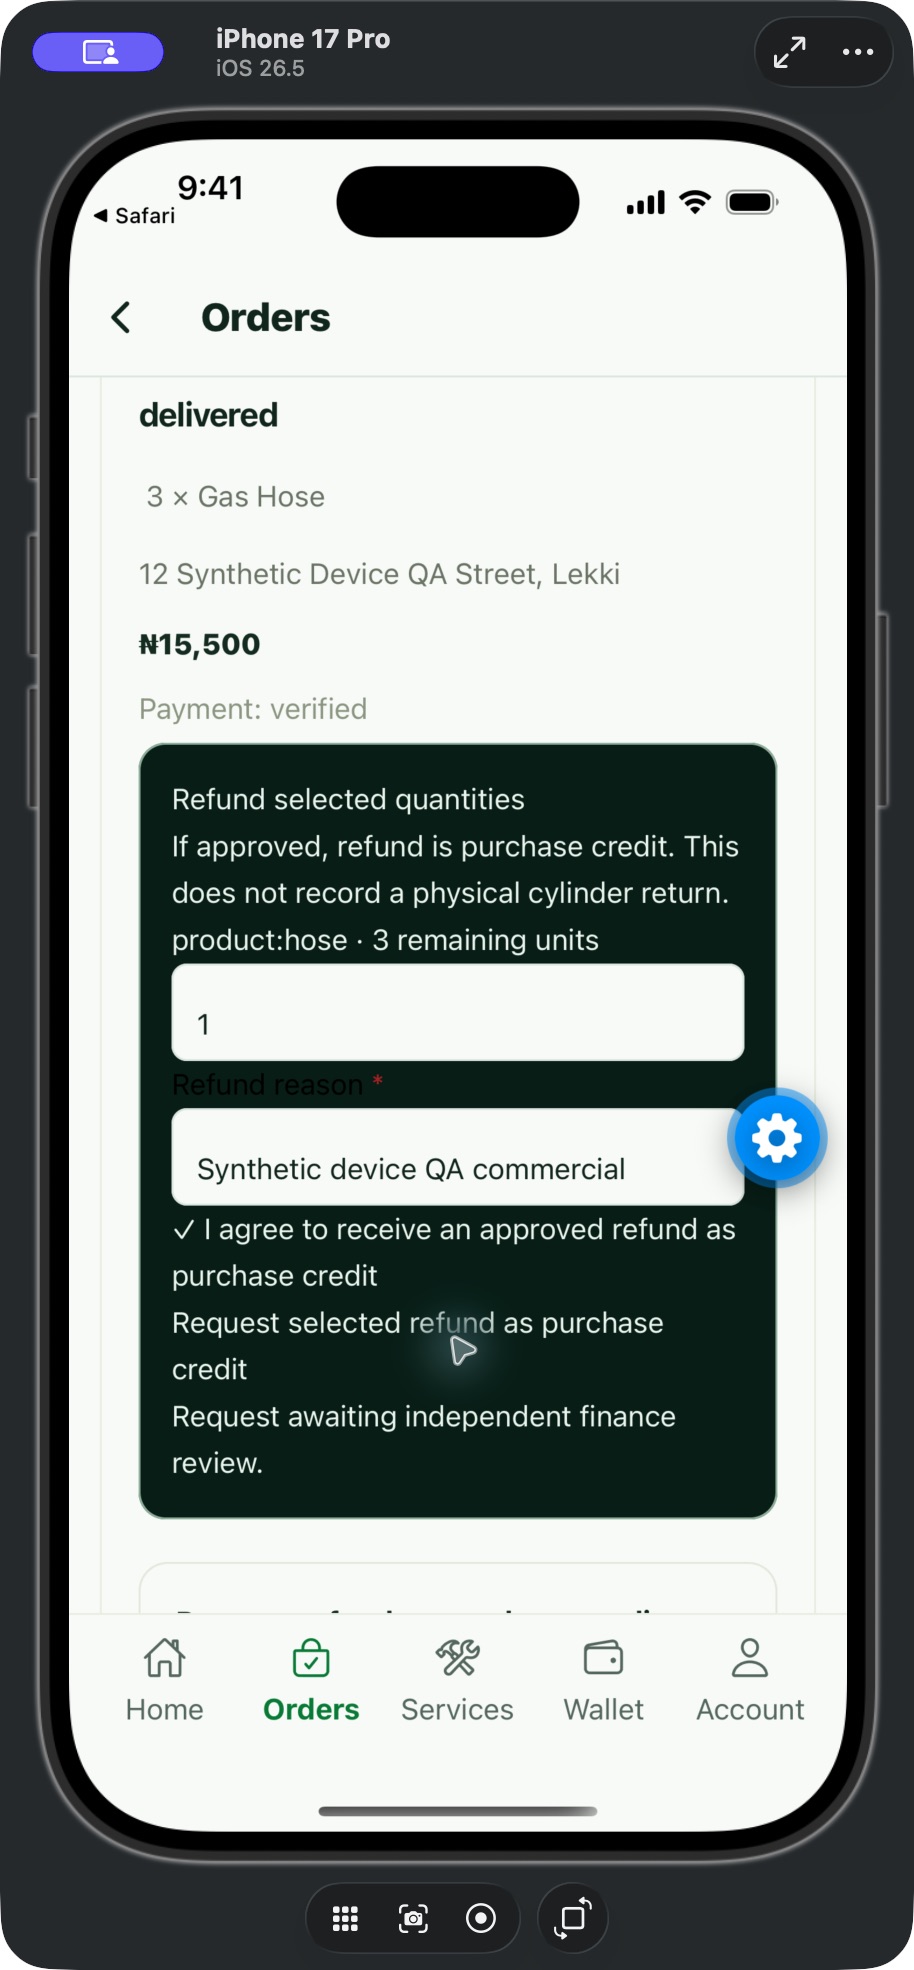 iPhone 17 Pro
iOS 26.5
9:41
◀ Safari
Orders
delivered
3 × Gas Hose
12 Synthetic Device QA Street, Lekki
₦15,500
Payment: verified
Refund selected quantities
If approved, refund is purchase credit. This
does not record a physical cylinder return.
product:hose · 3 remaining units
1
Refund reason *
Synthetic device QA commercial
✓ I agree to receive an approved refund as
purchase credit
Request selected refund as purchase
credit
Request awaiting independent finance
review.
Home
Orders
Services
Wallet
Account